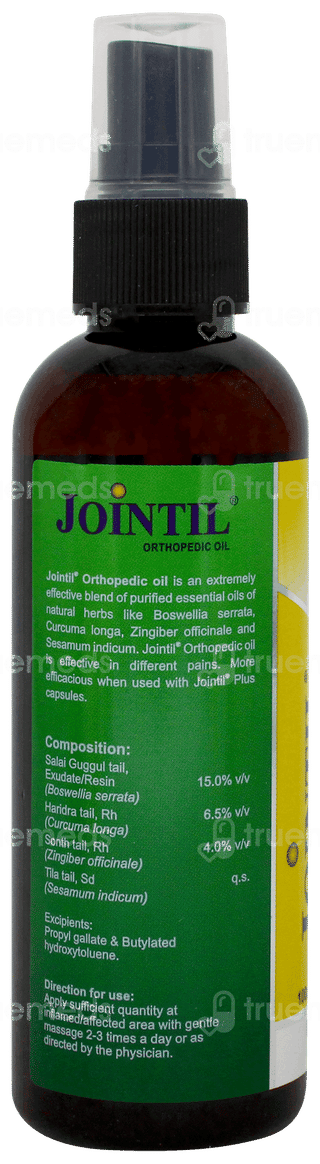 JOINTIL®
ORTHOPEDIC OIL
Jointil® Orthopedic oil is an extremely
effective blend of purified essential oils of
natural herbs like Boswellia serrata,
Curcuma longa, Zingiber officinale and
Sesamum indicum. Jointil® Orthopedic oil
is effective in different pains. More
efficacious when used with Jointil® Plus
capsules.
Composition:
Salai Guggul tail,
Exudate/Resin 15.0% v/v
(Boswellia serrata)
Haridra tail, Rh 6.5% v/v
(Curcuma longa)
Sonth tail, Rh 4.0% v/v
(Zingiber officinale)
Tila tail, Sd q.s.
(Sesamum indicum)
Excipients:
Propyl gallate & Butylated
hydroxytoluene.
Direction for use:
Apply sufficient quantity at
inflamed/affected area with gentle
massage 2-3 times a day or as
directed by the physician.
truemeds